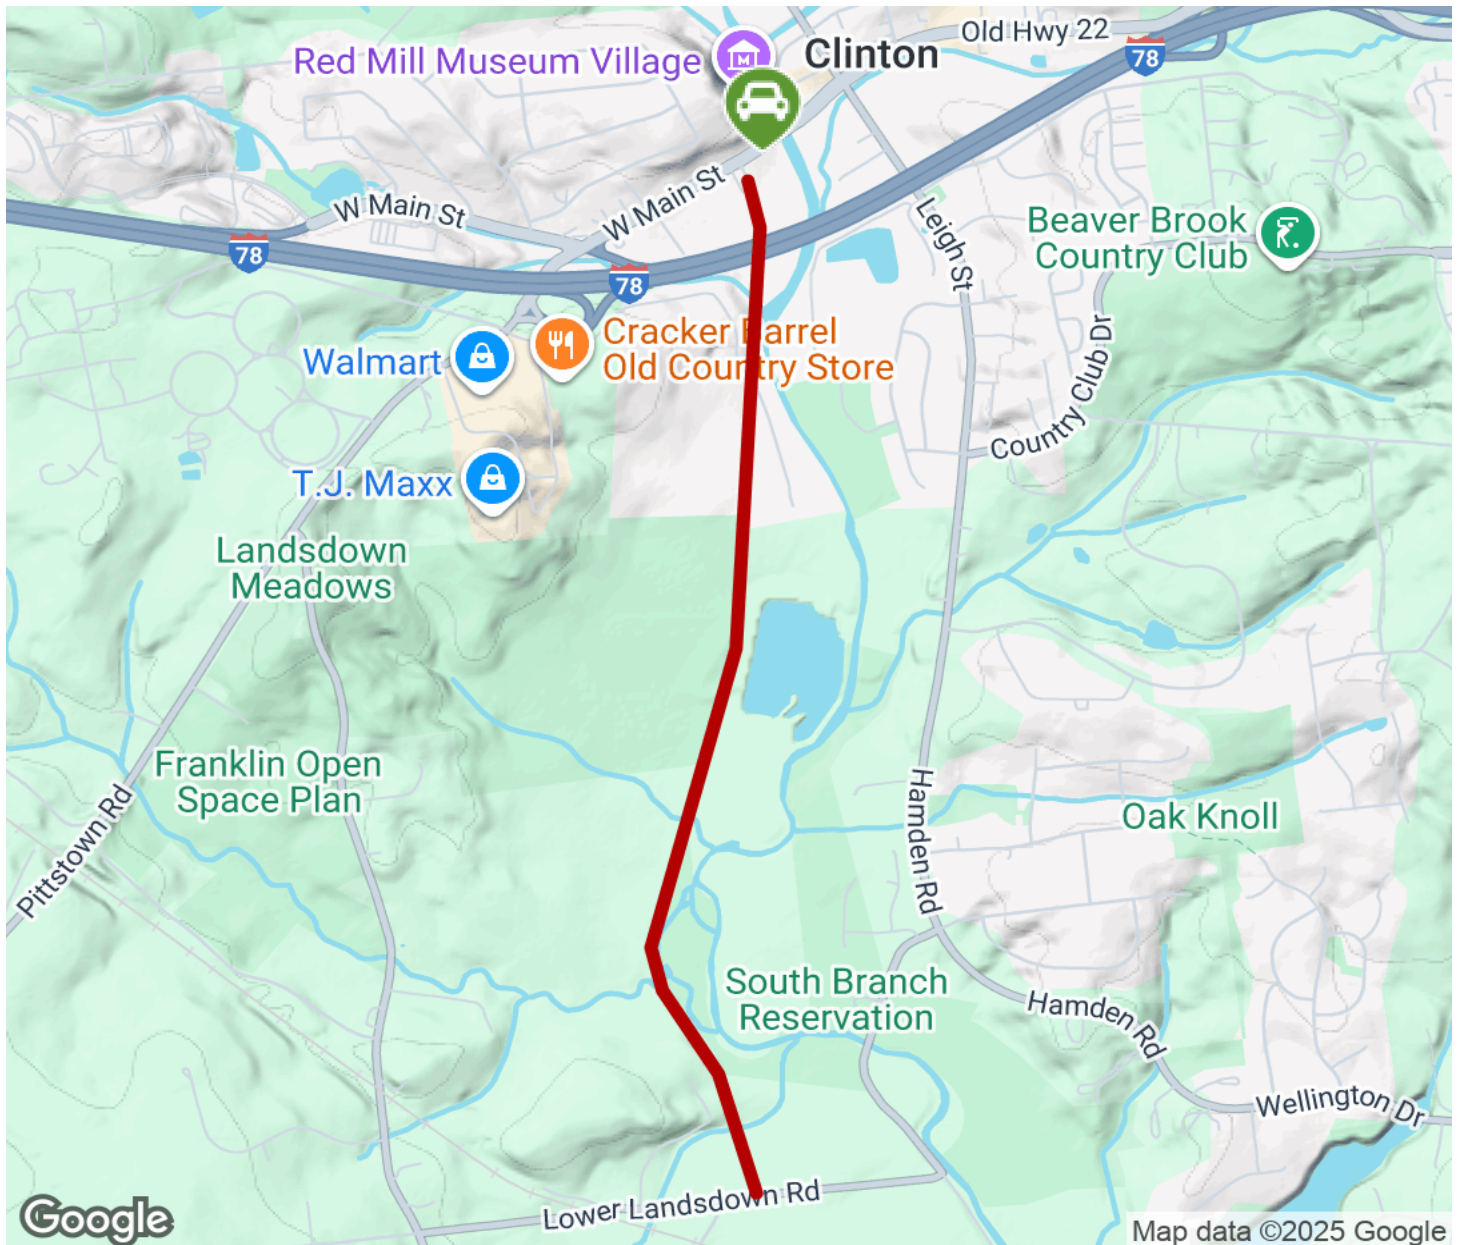 Old Hwy 22
Red Mill Museum Village
M
Clinton
78
W Main St
W Main St
78
78
Leigh St
Beaver Brook
Country Club
Cracker Barrel
Old Country Store
Walmart
Country Club Dr
T.J. Maxx
Landsdown
Meadows
Franklin Open
Space Plan
Pittstown Rd
Hamden Rd
Oak Knoll
South Branch
Reservation
Hamden Rd
Wellington Dr
Lower Landsdown Rd
Google
Map data ©2025 Google